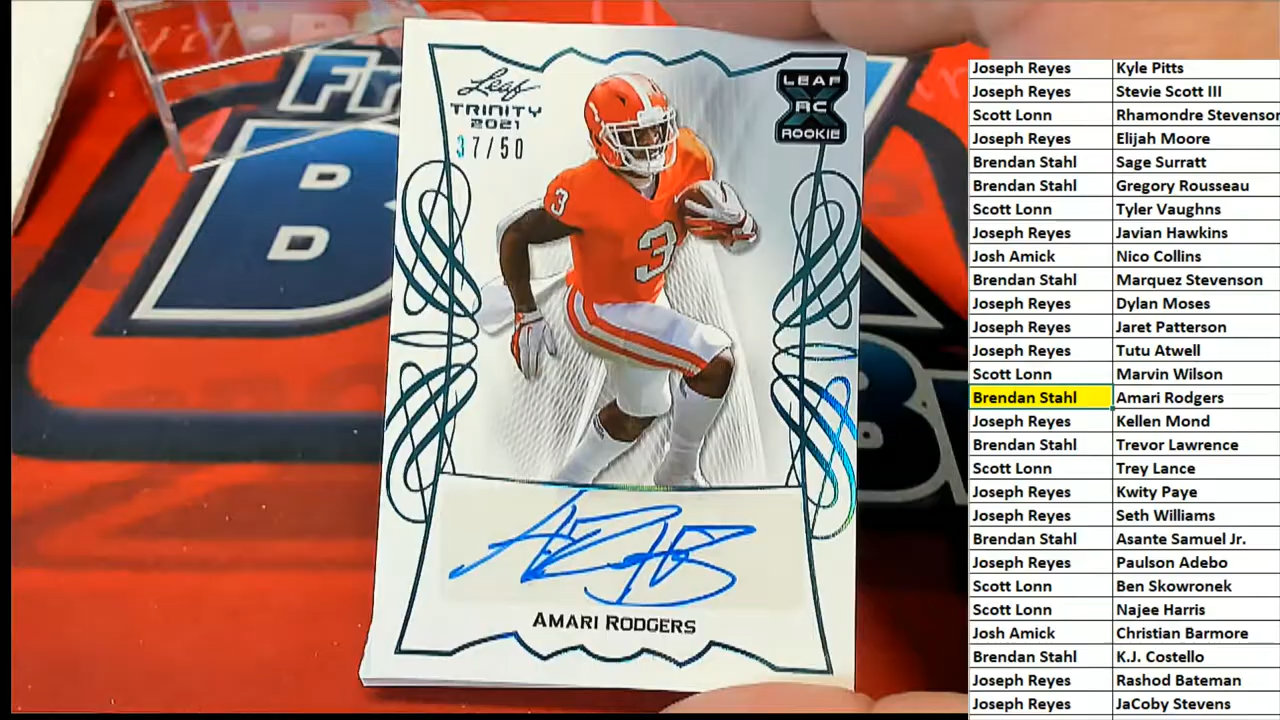 Fr
B
D
D
Leaf
TRINITY
2021
37/50
LEAF
RC
ROOKIE
3
3
AMARI RODGERS
Joseph Reyes Kyle Pitts
Joseph Reyes Stevie Scott III
Scott Lonn Rhamondre Stevenson
Joseph Reyes Elijah Moore
Brendan Stahl Sage Surratt
Brendan Stahl Gregory Rousseau
Scott Lonn Tyler Vaughns
Joseph Reyes Javian Hawkins
Josh Amick Nico Collins
Brendan Stahl Marquez Stevenson
Joseph Reyes Dylan Moses
Joseph Reyes Jaret Patterson
Joseph Reyes Tutu Atwell
Scott Lonn Marvin Wilson
Brendan Stahl Amari Rodgers
Joseph Reyes Kellen Mond
Brendan Stahl Trevor Lawrence
Scott Lonn Trey Lance
Joseph Reyes Kwity Paye
Joseph Reyes Seth Williams
Brendan Stahl Asante Samuel Jr.
Joseph Reyes Paulson Adebo
Scott Lonn Ben Skowronek
Scott Lonn Najee Harris
Josh Amick Christian Barmore
Brendan Stahl K.J. Costello
Joseph Reyes Rashod Bateman
Joseph Reyes JaCoby Stevens